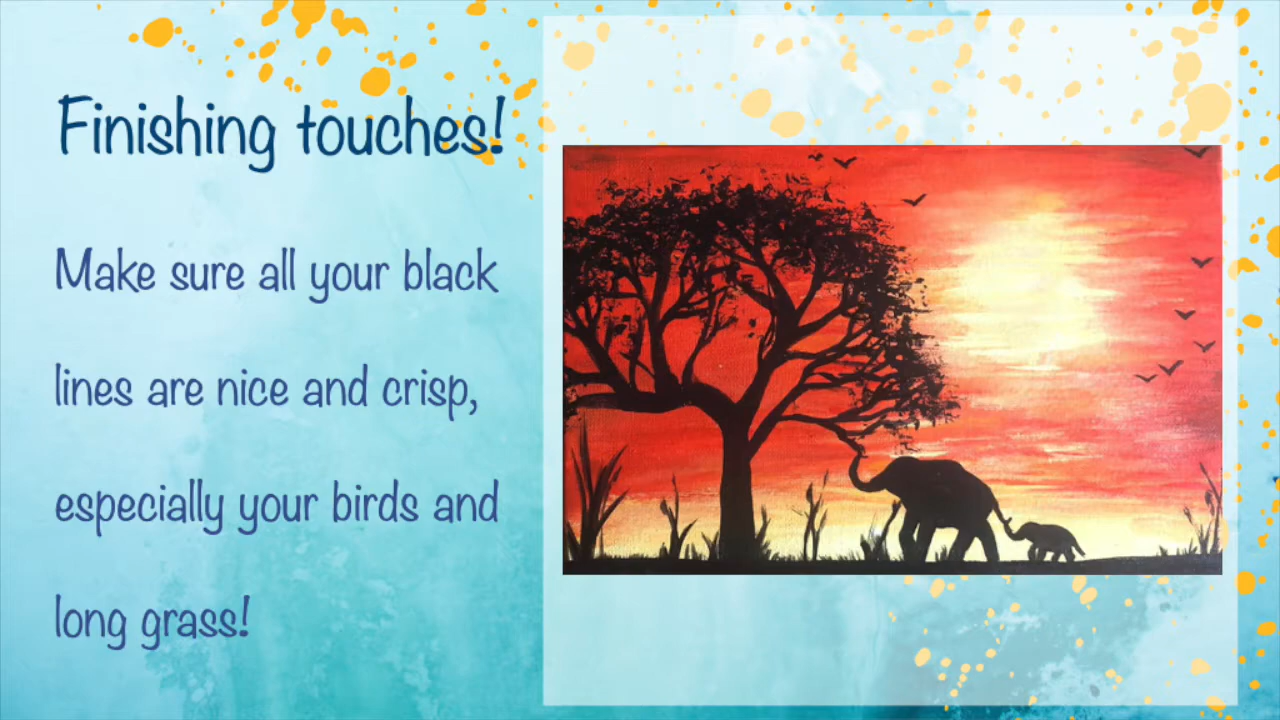 Finishing touches!
Make sure all your black
lines are nice and crisp,
especially your birds and
long grass!